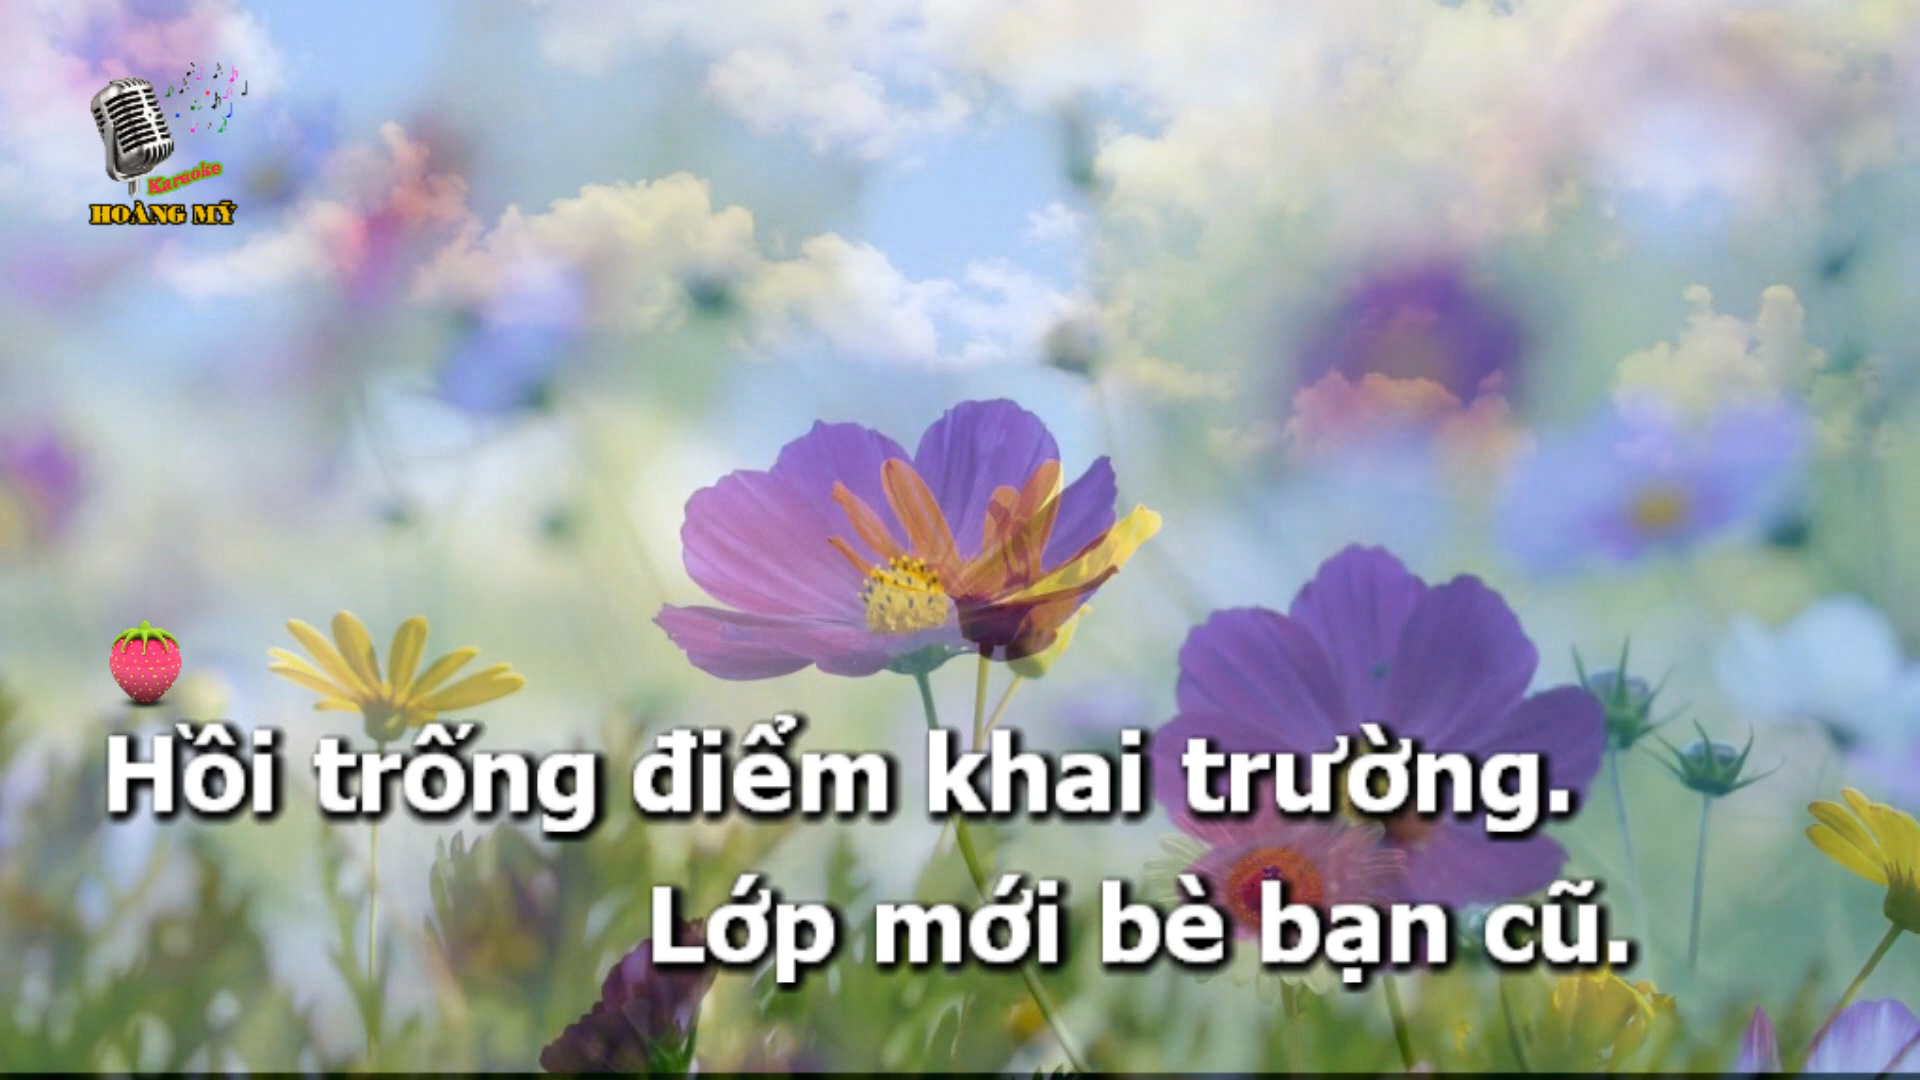 Karaoke
HOÀNG MỸ
Hồi trống điểm khai trường.
Lớp mới bè bạn cũ.